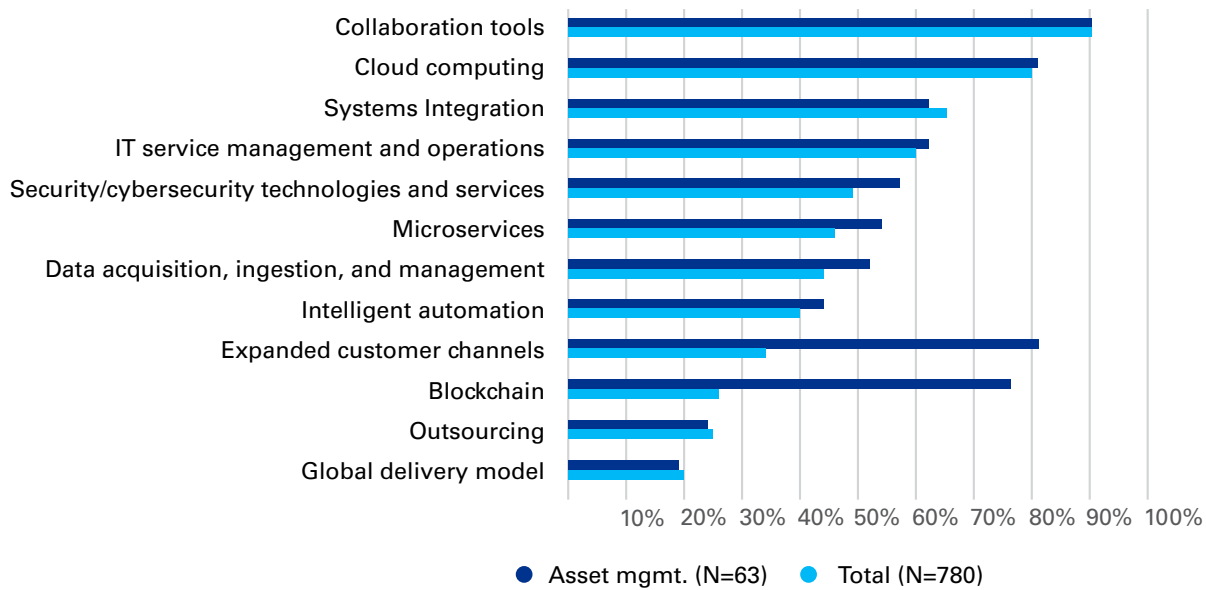 Collaboration tools
Cloud computing
Systems Integration
IT service management and operations
Security/cybersecurity technologies and services
Microservices
Data acquisition, ingestion, and management
Intelligent automation
Expanded customer channels
Blockchain
Outsourcing
Global delivery model
10% 20% 30% 40% 50% 60% 70% 80% 90% 100%
Asset mgmt. (N=63) Total (N=780)